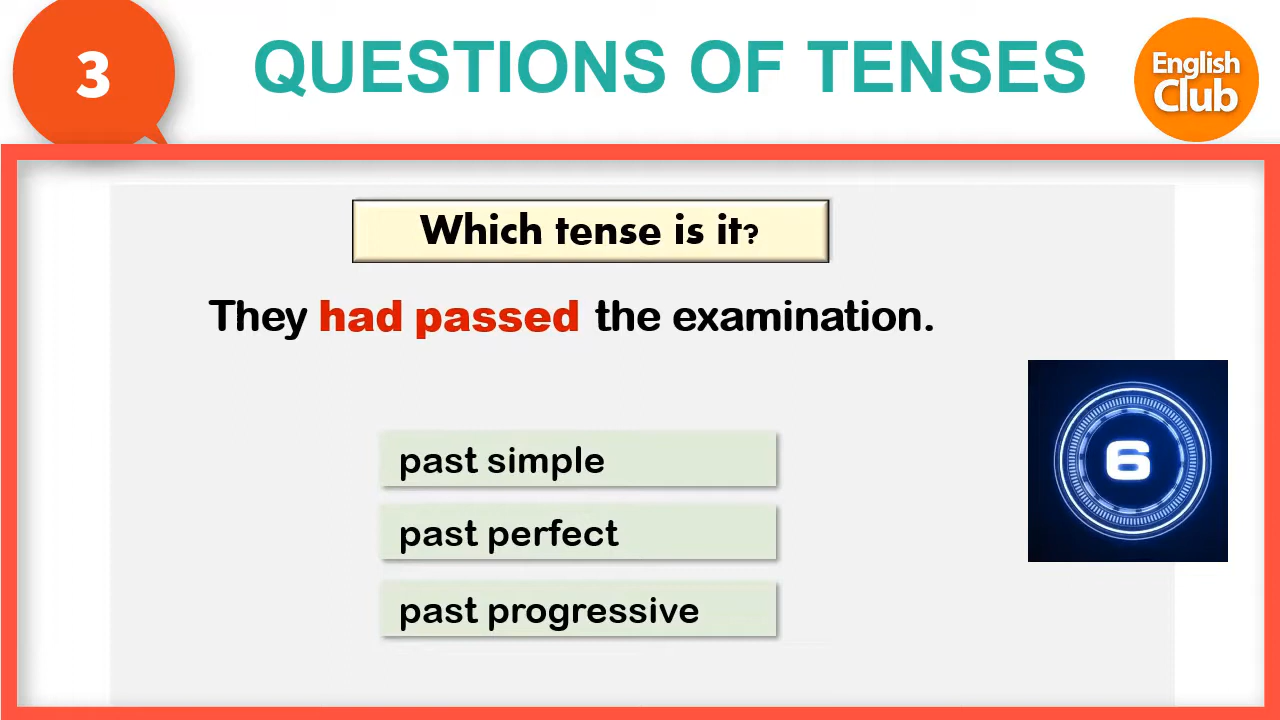 3
QUESTIONS OF TENSES
English
Club
Which tense is it?
They had passed the examination.
6
past simple
past perfect
past progressive